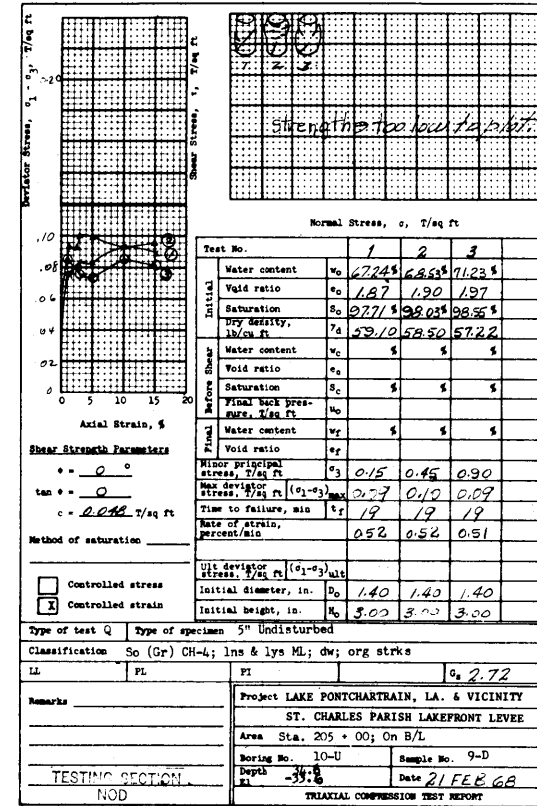 Deviator Stress, σ1 - σ3, T/sq ft
Shear Stress, τ, T/sq ft
.20
.10
.08
.06
.04
.02
0
0 5 10 15 20
Axial Strain, %
1 2 3
strengths too low to plot.
Normal Stress, σ, T/sq ft
Test No. 1 2 3
Initial
Water content w₀ 67.24% 68.53% 71.23%
Void ratio e₀ 1.87 1.90 1.97
Saturation S₀ 97.71% 98.03% 98.55%
Dry density, lb/cu ft γd 59.10 58.50 57.22
Before Shear
Water content wc % % %
Void ratio ec
Saturation Sc % % %
Final back pressure, T/sq ft u₀
Final
Water content wf % % %
Void ratio ef
Minor principal stress, T/sq ft σ3 0.15 0.45 0.90
Max deviator stress, T/sq ft (σ1-σ3)max 0.09 0.10 0.09
Time to failure, min tf 19 19 19
Rate of strain, percent/min 0.52 0.52 0.51
Ult deviator stress, T/sq ft (σ1-σ3)ult
Initial diameter, in. D₀ 1.40 1.40 1.40
Initial height, in. H₀ 3.00 3.00 3.00
Shear Strength Parameters
φ = 0 °
tan φ = 0
c = 0.048 T/sq ft
Method of saturation
Controlled stress
X Controlled strain
Type of test Q Type of specimen 5" Undisturbed
Classification So (Gr) CH-4; lns & lys ML; dw; org strks
LL PL PI Gs 2.72
Remarks
TESTING SECTION
NOD
Project LAKE PONTCHARTRAIN, LA. & VICINITY
ST. CHARLES PARISH LAKEFRONT LEVEE
Area Sta. 205 + 00; On B/L
Boring No. 10-U Sample No. 9-D
Depth
El Date 21 FEB 68
TRIAXIAL COMPRESSION TEST REPORT